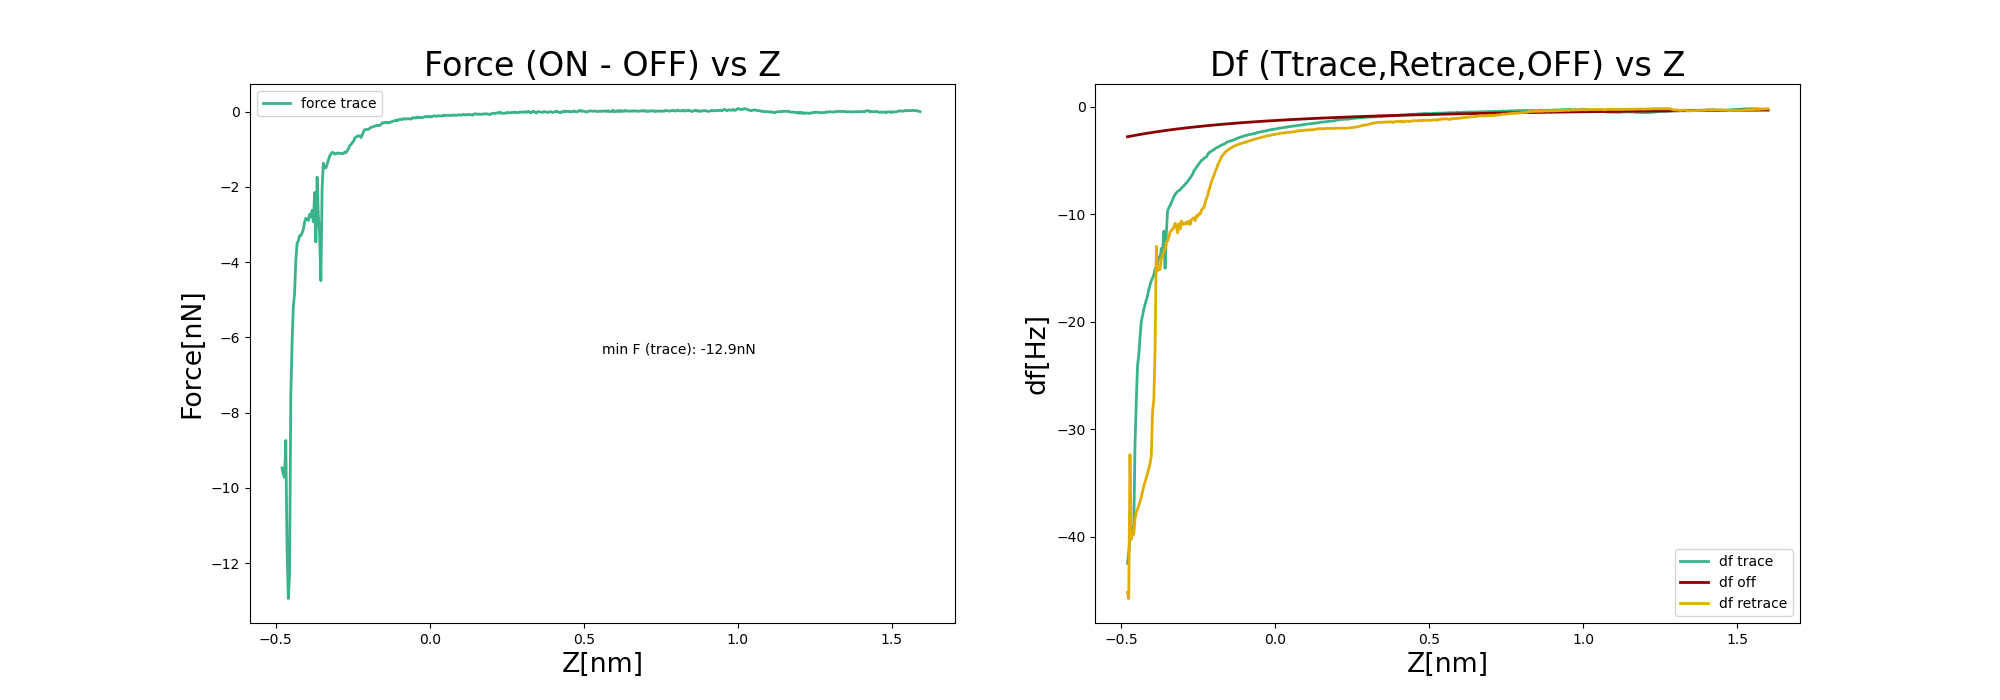 Force (ON - OFF) vs Z
force trace
0
−2
−4
−6
−8
−10
−12
Force[nN]
min F (trace): -12.9nN
−0.5
0.0
0.5
1.0
1.5
Z[nm]
Df (Ttrace,Retrace,OFF) vs Z
0
−10
−20
−30
−40
df[Hz]
df trace
df off
df retrace
−0.5
0.0
0.5
1.0
1.5
Z[nm]